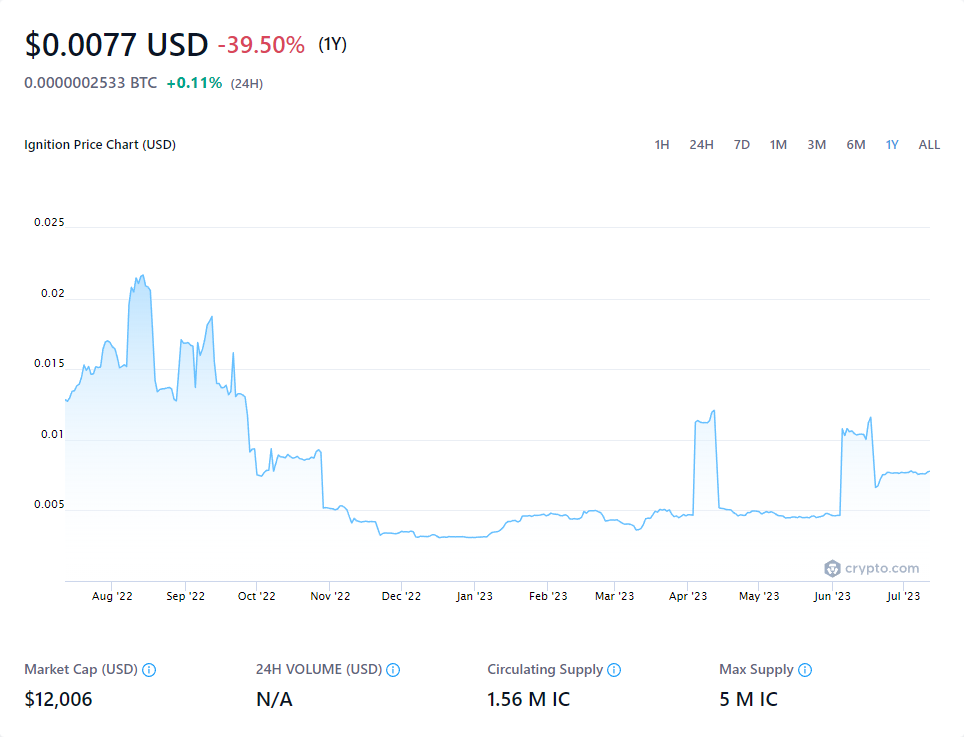 $0.0077 USD -39.50% (1Y)
0.0000002533 BTC +0.11% (24H)
Ignition Price Chart (USD) 1H 24H 7D 1M 3M 6M 1Y ALL
0.025
0.02
0.015
0.01
0.005
crypto.com
Aug '22 Sep '22 Oct '22 Nov '22 Dec '22 Jan '23 Feb '23 Mar '23 Apr '23 May '23 Jun '23 Jul '23
Market Cap (USD) 24H VOLUME (USD) Circulating Supply Max Supply
$12,006 N/A 1.56 M IC 5 M IC